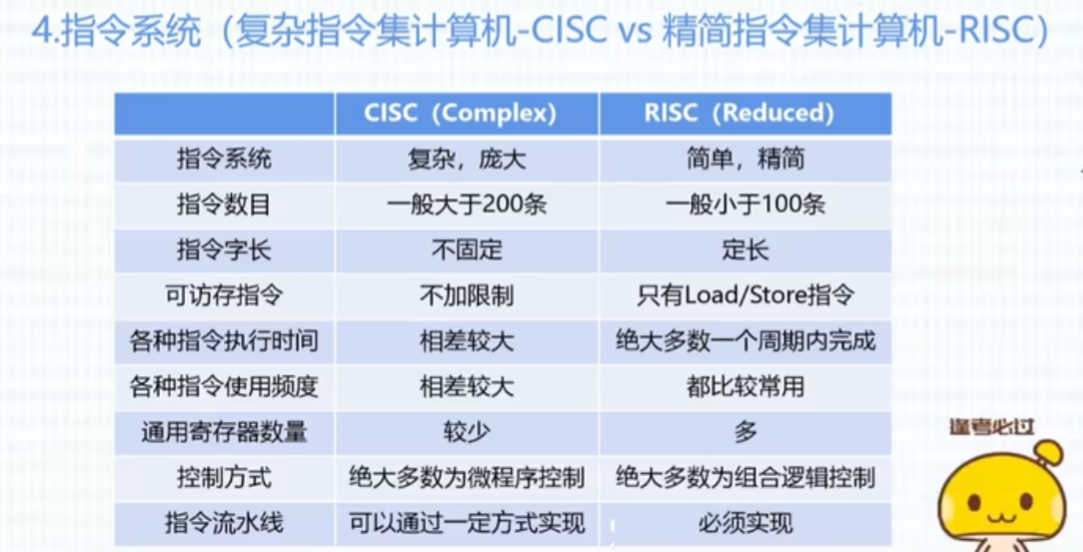 4.指令系统（复杂指令集计算机-CISC vs 精简指令集计算机-RISC）
CISC（Complex） RISC（Reduced）
指令系统 复杂，庞大 简单，精简
指令数目 一般大于200条 一般小于100条
指令字长 不固定 定长
可访存指令 不加限制 只有Load/Store指令
各种指令执行时间 相差较大 绝大多数一个周期内完成
各种指令使用频度 相差较大 都比较常用
通用寄存器数量 较少 多
控制方式 绝大多数为微程序控制 绝大多数为组合逻辑控制
指令流水线 可以通过一定方式实现 必须实现
逢考必过